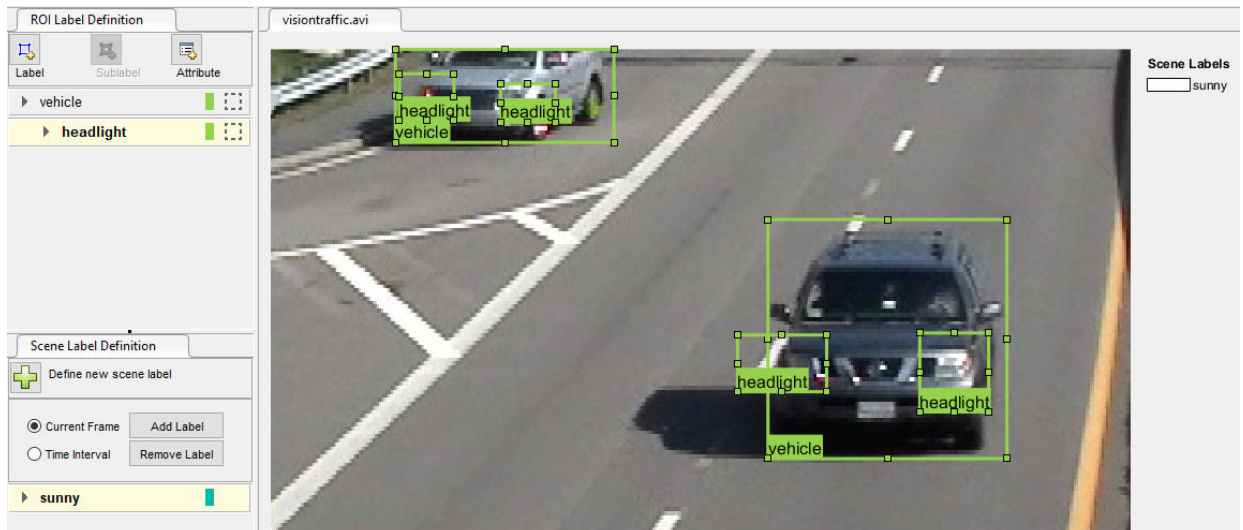 ROI Label Definition
Label
Sublabel
Attribute
vehicle
headlight
Scene Label Definition
Define new scene label
Current Frame
Add Label
Time Interval
Remove Label
sunny
visiontraffic.avi
headlight
headlight
vehicle
headlight
headlight
vehicle
Scene Labels
sunny